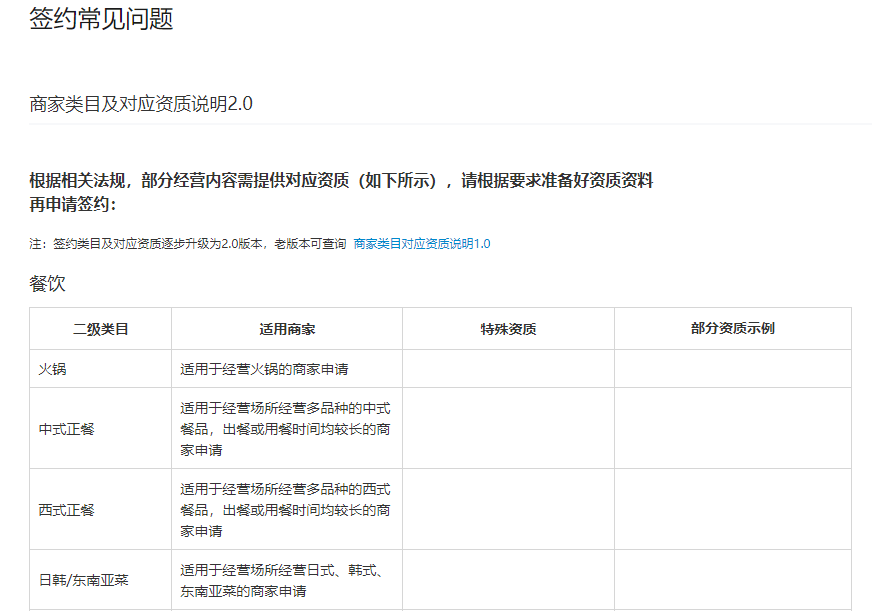 签约常见问题
商家类目及对应资质说明2.0
根据相关法规，部分经营内容需提供对应资质（如下所示），请根据要求准备好资质资料
再申请签约：
注：签约类目及对应资质逐步升级为2.0版本，老版本可查询 商家类目对应资质说明1.0
餐饮
二级类目 适用商家 特殊资质 部分资质示例
火锅 适用于经营火锅的商家申请
中式正餐
适用于经营场所经营多品种的中式
餐品，出餐或用餐时间均较长的商
家申请
西式正餐
适用于经营场所经营多品种的西式
餐品，出餐或用餐时间均较长的商
家申请
日韩/东南亚菜
适用于经营场所经营日式、韩式、
东南亚菜的商家申请